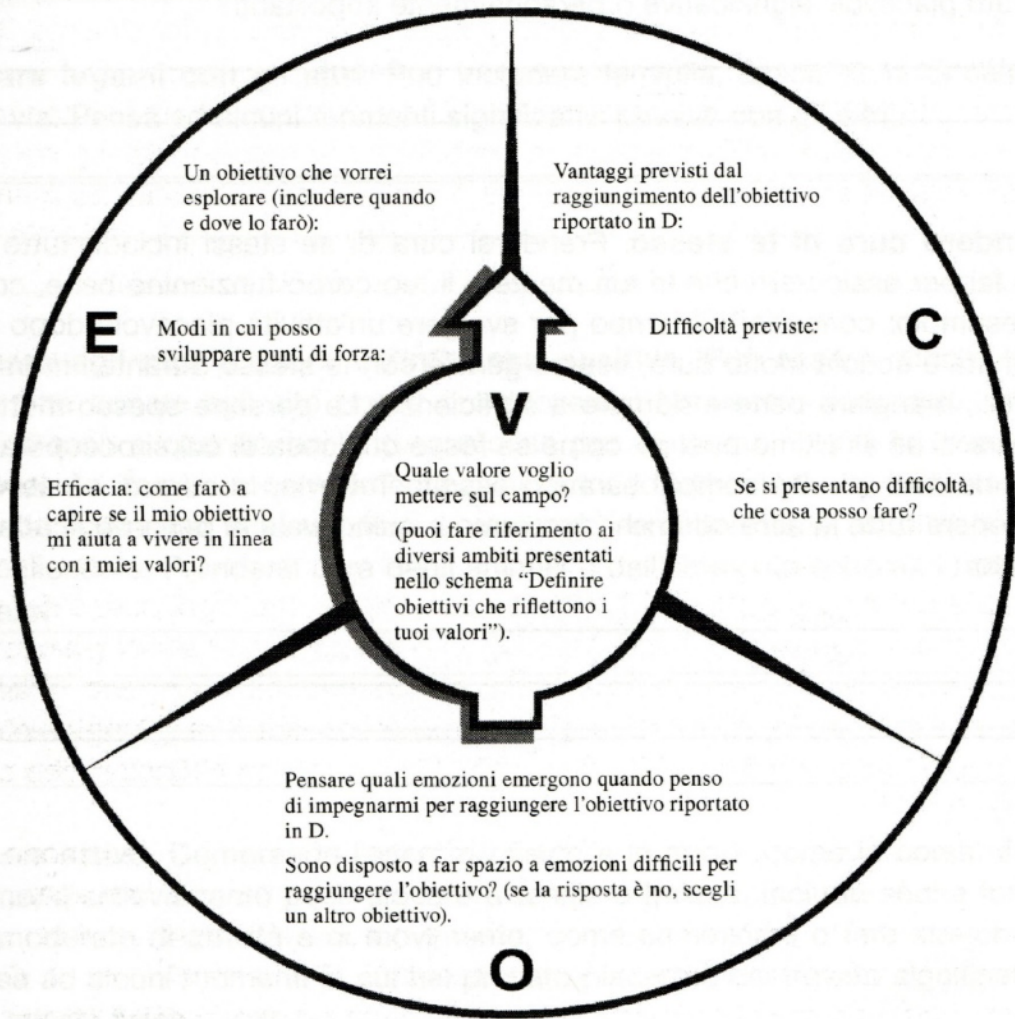 Un obiettivo che vorrei
esplorare (includere quando
e dove lo farò):
Vantaggi previsti dal
raggiungimento dell'obiettivo
riportato in D:
E
Modi in cui posso
sviluppare punti di forza:
Difficoltà previste:
C
V
Efficacia: come farò a
capire se il mio obiettivo
mi aiuta a vivere in linea
con i miei valori?
Quale valore voglio
mettere sul campo?
(puoi fare riferimento ai
diversi ambiti presentati
nello schema “Definire
obiettivi che riflettono i
tuoi valori”).
Se si presentano difficoltà,
che cosa posso fare?
Pensare quali emozioni emergono quando penso
di impegnarmi per raggiungere l'obiettivo riportato
in D.
Sono disposto a far spazio a emozioni difficili per
raggiungere l'obiettivo? (se la risposta è no, scegli
un altro obiettivo).
O